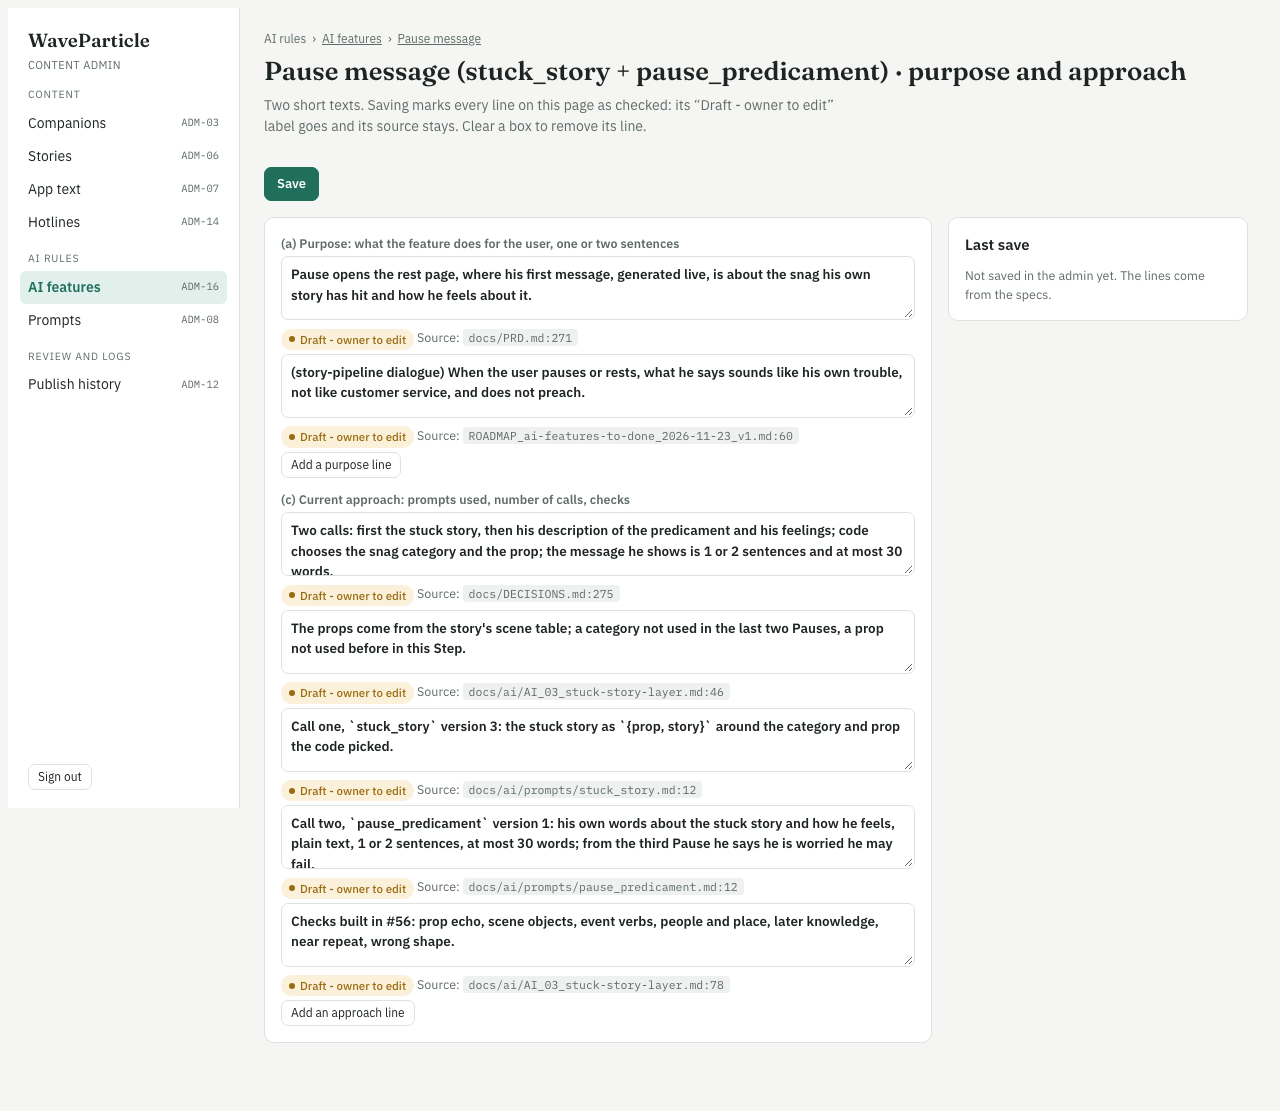 WaveParticle
CONTENT ADMIN
CONTENT
Companions ADM-03
Stories ADM-06
App text ADM-07
Hotlines ADM-14
AI RULES
AI features ADM-16
Prompts ADM-08
REVIEW AND LOGS
Publish history ADM-12
Sign out
AI rules › AI features › Pause message
Pause message (stuck_story + pause_predicament) · purpose and approach
Two short texts. Saving marks every line on this page as checked: its “Draft - owner to edit”
label goes and its source stays. Clear a box to remove its line.
Save
(a) Purpose: what the feature does for the user, one or two sentences
Pause opens the rest page, where his first message, generated live, is about the snag his own
story has hit and how he feels about it.
Draft - owner to edit Source: docs/PRD.md:271
(story-pipeline dialogue) When the user pauses or rests, what he says sounds like his own trouble,
not like customer service, and does not preach.
Draft - owner to edit Source: ROADMAP_ai-features-to-done_2026-11-23_v1.md:60
Add a purpose line
(c) Current approach: prompts used, number of calls, checks
Two calls: first the stuck story, then his description of the predicament and his feelings; code
chooses the snag category and the prop; the message he shows is 1 or 2 sentences and at most 30
words.
Draft - owner to edit Source: docs/DECISIONS.md:275
The props come from the story's scene table; a category not used in the last two Pauses, a prop
not used before in this Step.
Draft - owner to edit Source: docs/ai/AI_03_stuck-story-layer.md:46
Call one, `stuck_story` version 3: the stuck story as `{prop, story}` around the category and prop
the code picked.
Draft - owner to edit Source: docs/ai/prompts/stuck_story.md:12
Call two, `pause_predicament` version 1: his own words about the stuck story and how he feels,
plain text, 1 or 2 sentences, at most 30 words; from the third Pause he says he is worried he may
fail.
Draft - owner to edit Source: docs/ai/prompts/pause_predicament.md:12
Checks built in #56: prop echo, scene objects, event verbs, people and place, later knowledge,
near repeat, wrong shape.
Draft - owner to edit Source: docs/ai/AI_03_stuck-story-layer.md:78
Add an approach line
Last save
Not saved in the admin yet. The lines come
from the specs.